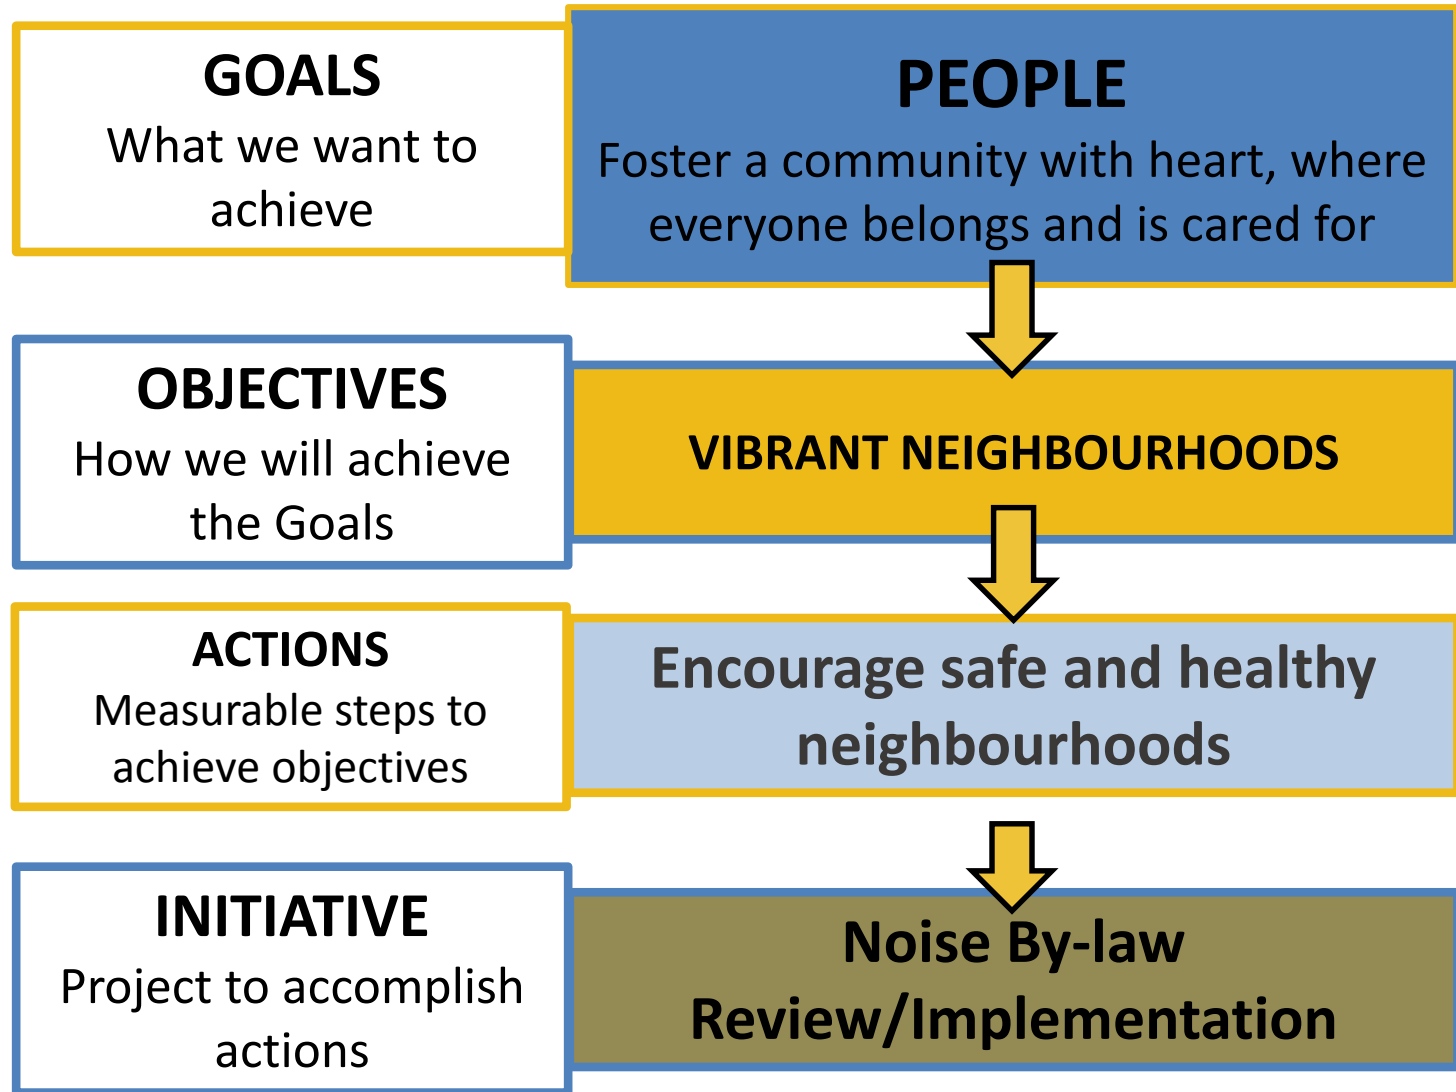 GOALS
What we want to
achieve
PEOPLE
Foster a community with heart, where
everyone belongs and is cared for
OBJECTIVES
How we will achieve
the Goals
VIBRANT NEIGHBOURHOODS
ACTIONS
Measurable steps to
achieve objectives
Encourage safe and healthy
neighbourhoods
INITIATIVE
Project to accomplish
actions
Noise By-law
Review/Implementation